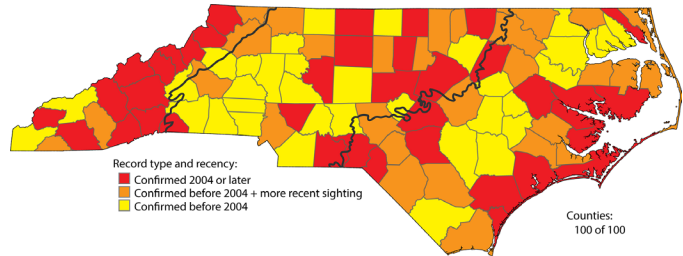 Record type and recency:
Confirmed 2004 or later
Confirmed before 2004 + more recent sighting
Confirmed before 2004
Counties:
100 of 100